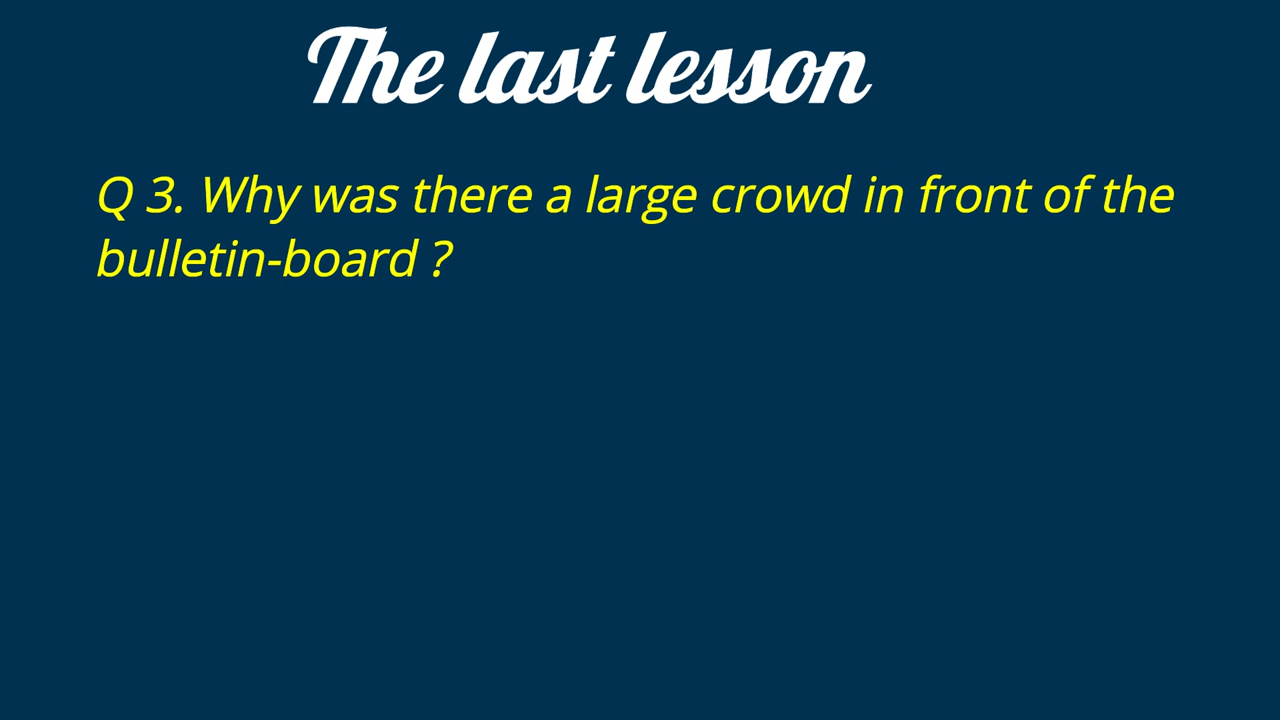 The last lesson
Q 3. Why was there a large crowd in front of the
bulletin-board ?